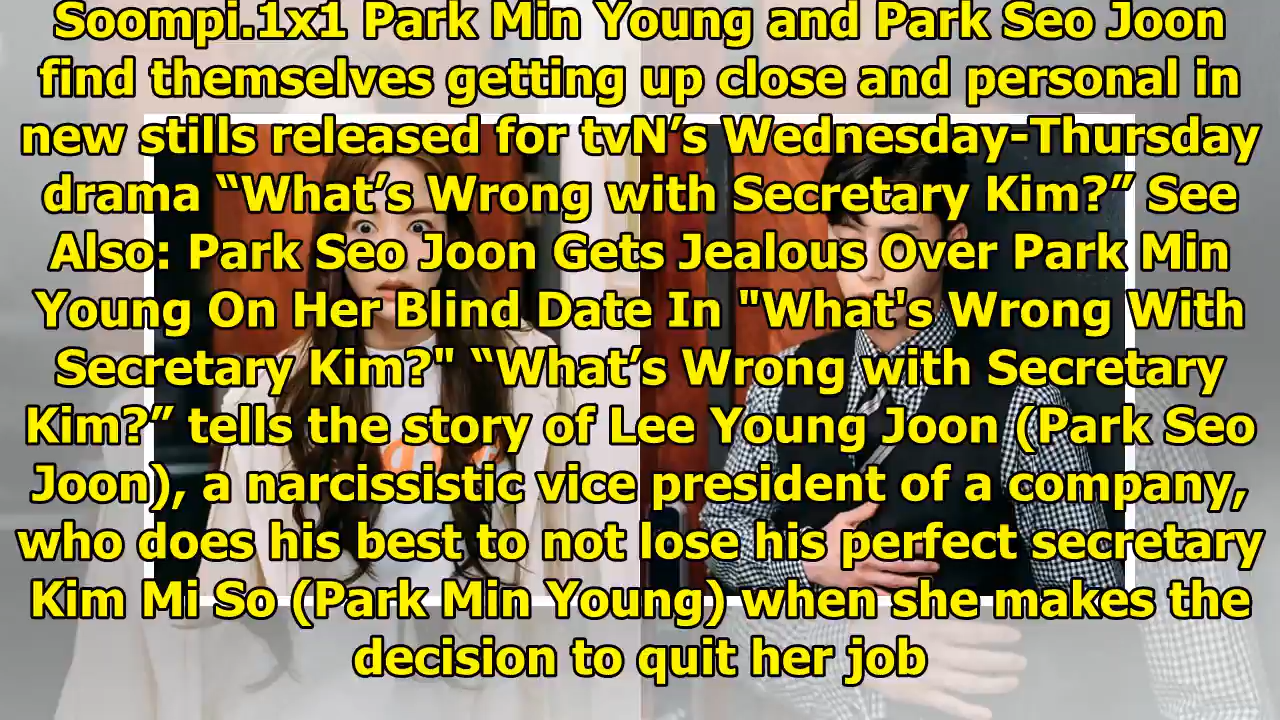 Soompi.1x1 Park Min Young and Park Seo Joon
find themselves getting up close and personal in
new stills released for tvN’s Wednesday-Thursday
drama “What’s Wrong with Secretary Kim?” See
Also: Park Seo Joon Gets Jealous Over Park Min
Young On Her Blind Date In "What's Wrong With
Secretary Kim?" “What’s Wrong with Secretary
Kim?” tells the story of Lee Young Joon (Park Seo
Joon), a narcissistic vice president of a company,
who does his best to not lose his perfect secretary
Kim Mi So (Park Min Young) when she makes the
decision to quit her job